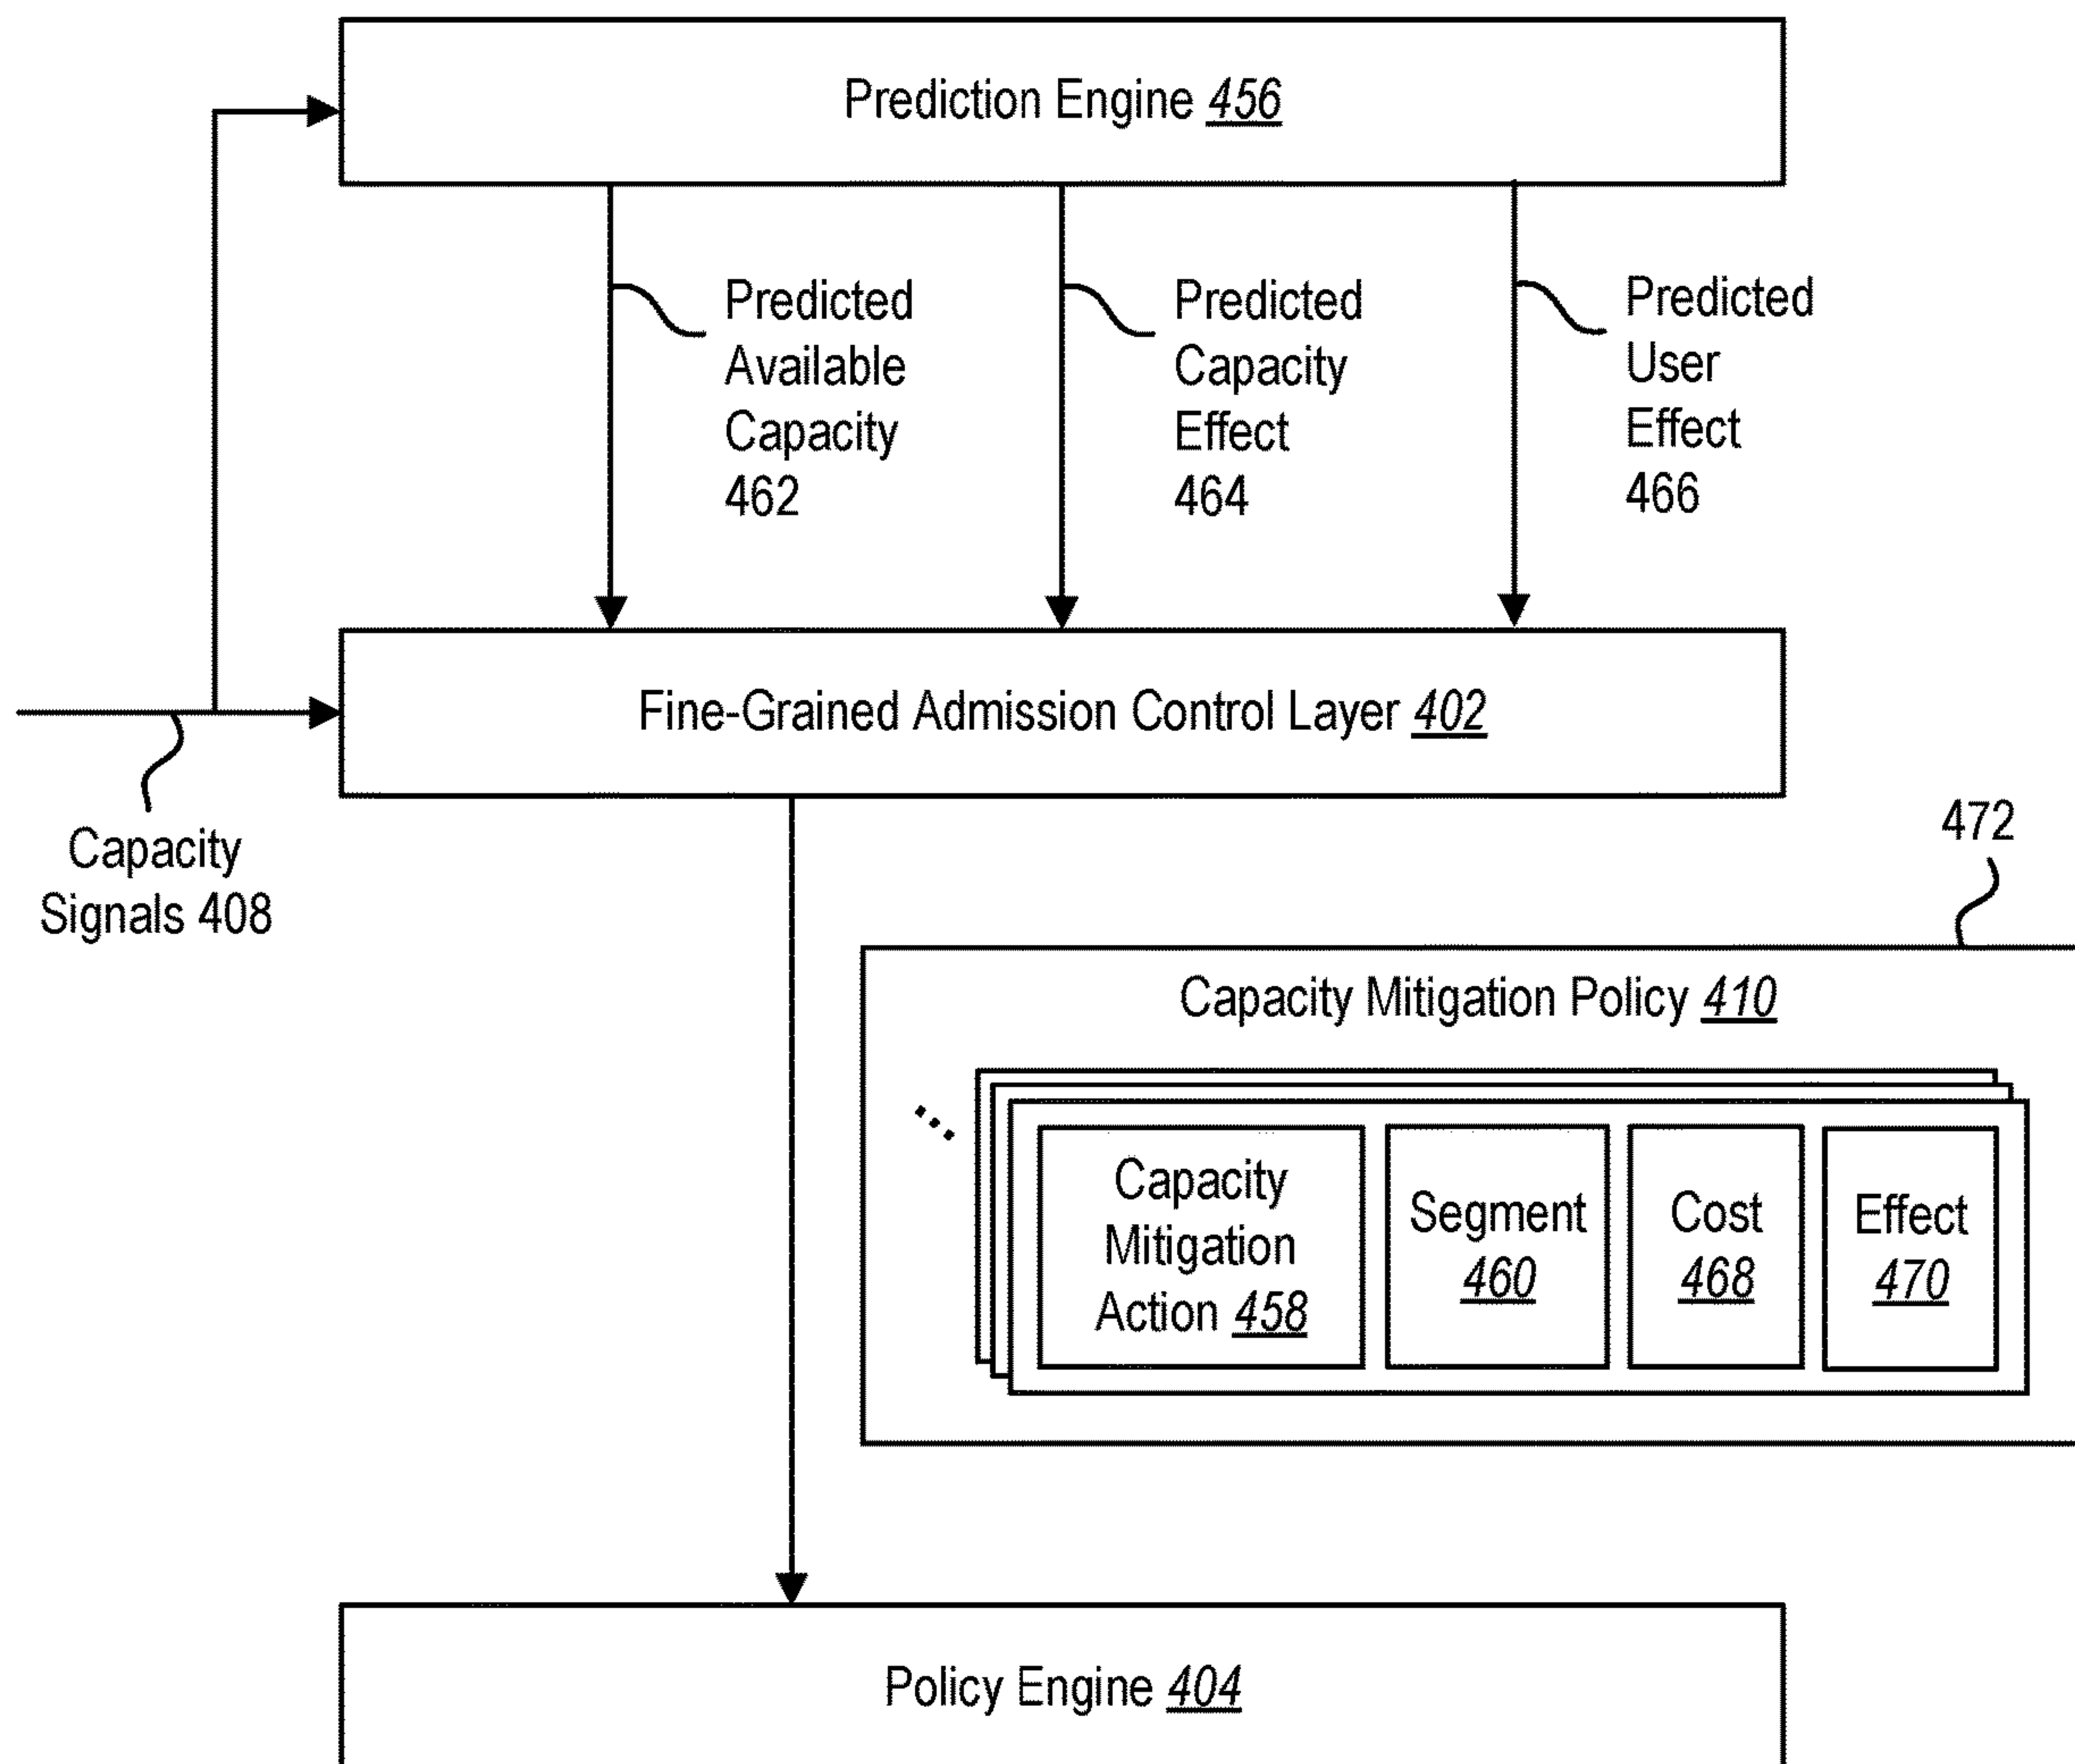 Prediction Engine 456
Predicted
Available
Capacity
462
Predicted
Capacity
Effect
464
Predicted
User
Effect
466
Fine-Grained Admission Control Layer 402
Capacity
Signals 408
472
Capacity Mitigation Policy 410
Capacity
Mitigation
Action 458
Segment
460
Cost
468
Effect
470
Policy Engine 404